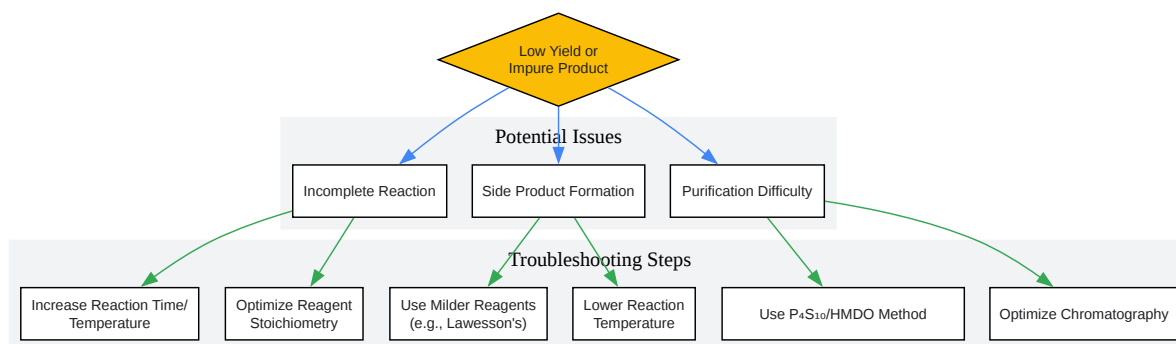 Low Yield or
Impure Product
Potential Issues
Incomplete Reaction
Side Product Formation
Purification Difficulty
Troubleshooting Steps
Increase Reaction Time/
Temperature
Optimize Reagent
Stoichiometry
Use Milder Reagents
(e.g., Lawesson's)
Lower Reaction
Temperature
Use P₄S₁₀/HMDO Method
Optimize Chromatography